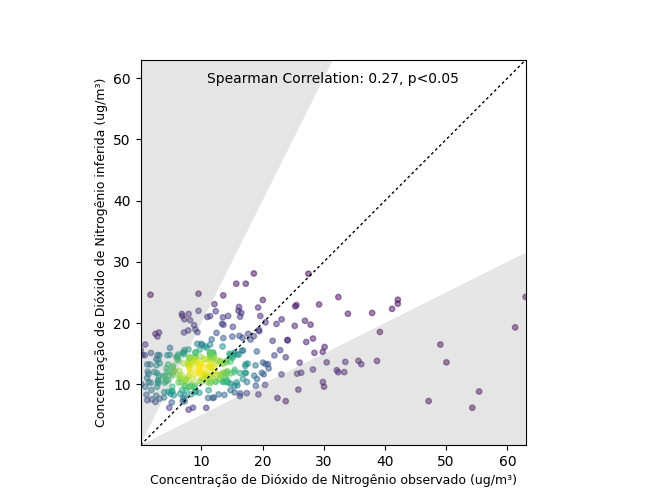 Spearman Correlation: 0.27, p<0.05
Concentração de Dióxido de Nitrogênio inferida (ug/m³)
60
50
40
30
20
10
10 20 30 40 50 60
Concentração de Dióxido de Nitrogênio observado (ug/m³)